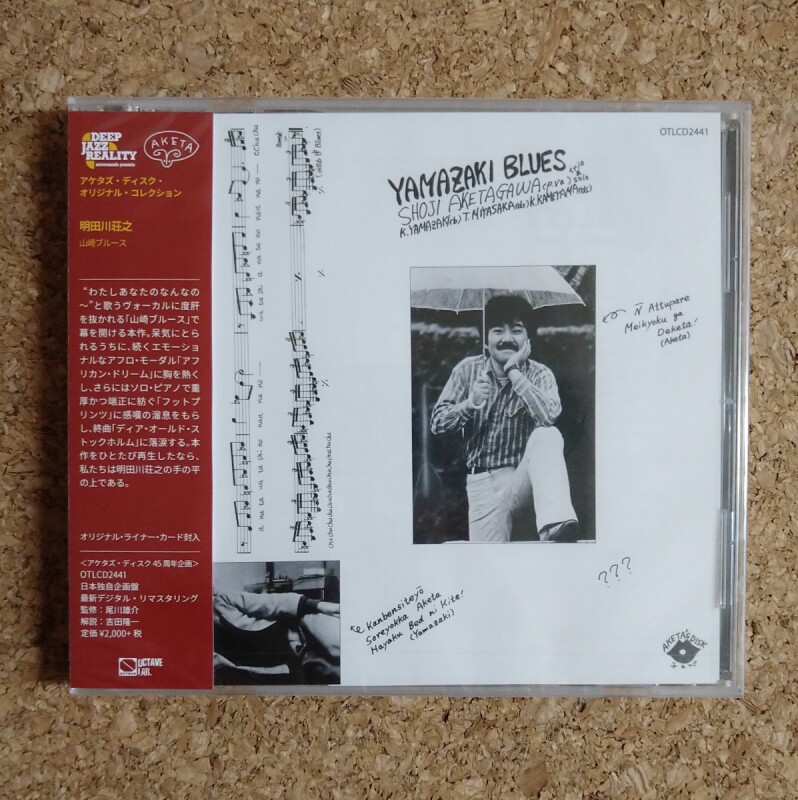 DEEP
JAZZ
REALITY
AKETA
アケタズ・ディスク・
オリジナル・コレクション
明田川荘之
山崎ブルース
“わたしあなたのなんなの
〜”と歌うヴォーカルに度肝
を抜かれる「山崎ブルース」で
幕を開ける本作。呆気にとら
れるうちに、続くエモーショ
ナルなアフロ・モーダル「アフ
リカン・ドリーム」に胸を熱く
し、さらにはソロ・ピアノで重
厚かつ端正に紡ぐ「フットプ
リンツ」に感嘆の溜息をもら
し、終曲「ディア・オールド・ス
トックホルム」に落涙する。本
作をひとたび再生したなら、
私たちは明田川荘之の手の平
の上である。
オリジナル・ライナー・カード封入
<アケタズ・ディスク 45 周年企画>
OTLCD2441
日本独自企画盤
最新デジタル・リマスタリング
監修：尾川雄介
解説：吉田隆一
定価 ¥2,000+ 税
OCTAVE
LAB.
OTLCD2441
YAMAZAKI BLUES trio & solo
SHOJI AKETAGAWA (p.vo)
K.YAMAZAKI(b) T.MIYASAKA(ds) K.KAMEYAMA(ds)
Ñ Attupare
Meikyoku ga
Deketa!
(Aketa)
Kanbensiteyō
Soreyokka Aketa
Hayaku Bed ni Kite!
(Yamazaki)
???
AKETA'S DISK